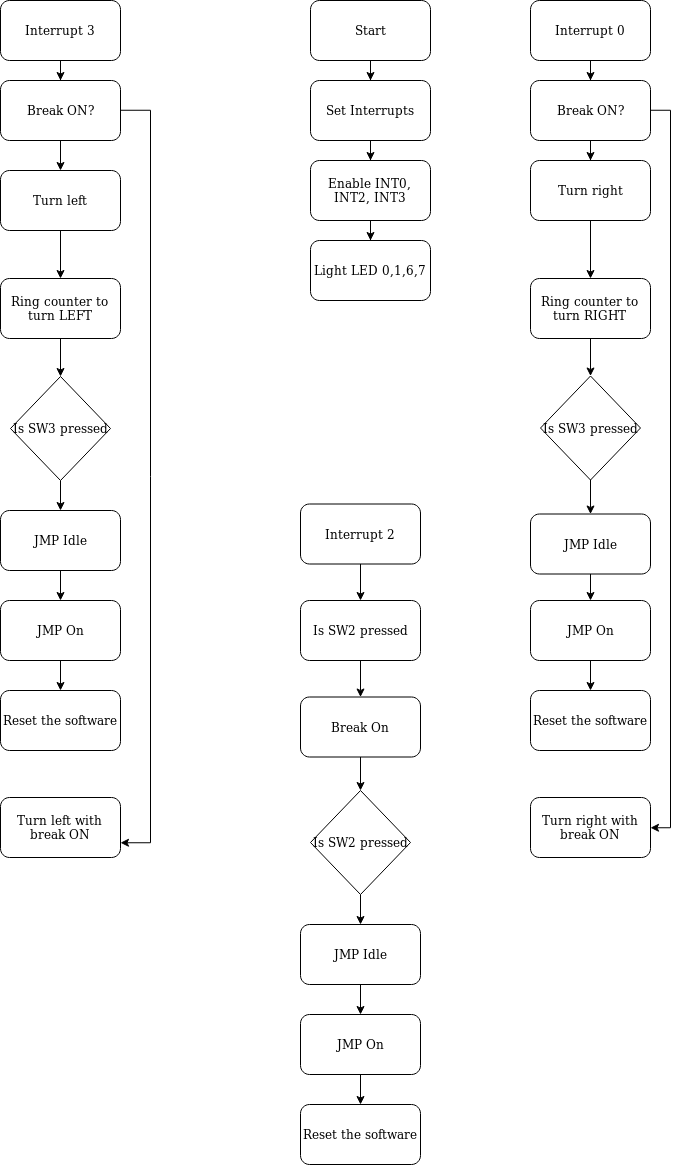 Interrupt 3
Break ON?
Turn left
Ring counter to
turn LEFT
Is SW3 pressed
JMP Idle
JMP On
Reset the software
Turn left with
break ON
Start
Set Interrupts
Enable INT0,
INT2, INT3
Light LED 0,1,6,7
Interrupt 2
Is SW2 pressed
Break On
Is SW2 pressed
JMP Idle
JMP On
Reset the software
Interrupt 0
Break ON?
Turn right
Ring counter to
turn RIGHT
Is SW3 pressed
JMP Idle
JMP On
Reset the software
Turn right with
break ON